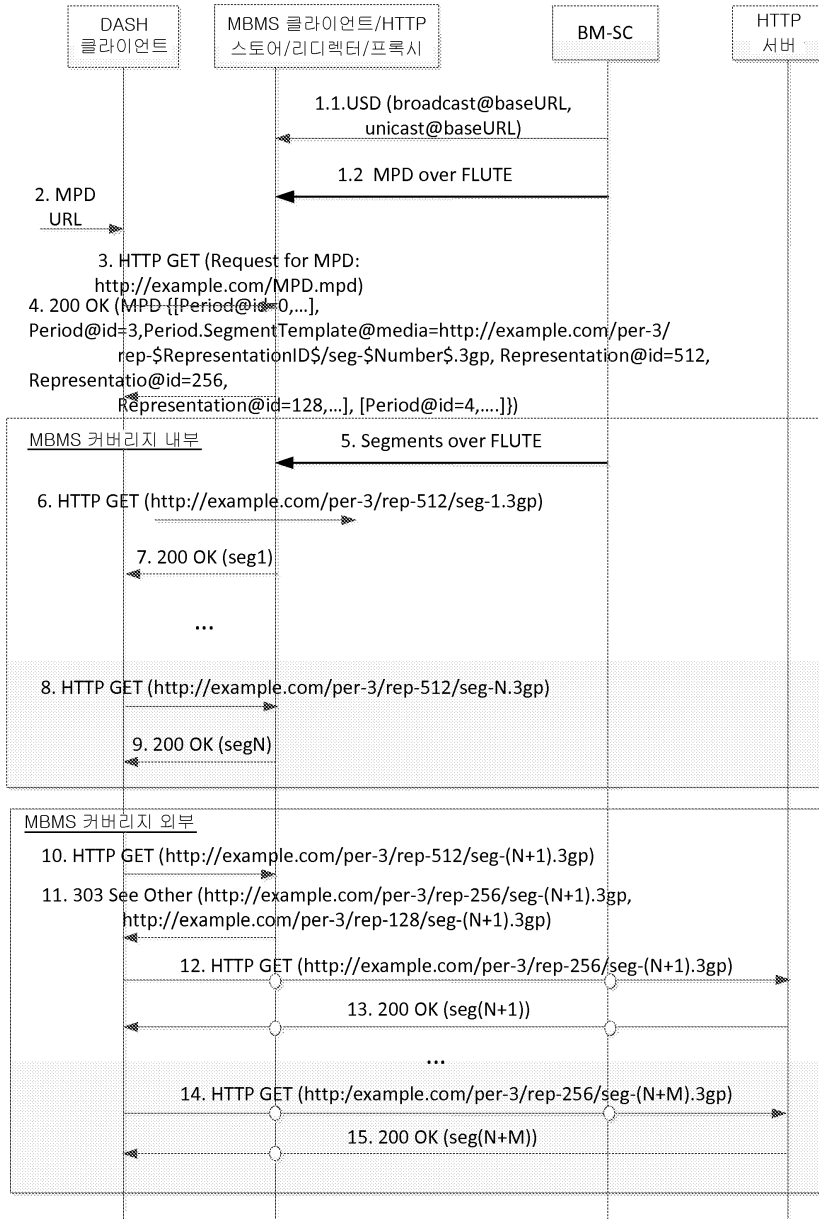 DASH
클라이언트
MBMS 클라이언트/HTTP
스토어/리디렉터/프록시
BM-SC
HTTP
서버
1.1.USD (broadcast@baseURL,
unicast@baseURL)
1.2 MPD over FLUTE
2. MPD
URL
3. HTTP GET (Request for MPD:
http://example.com/MPD.mpd)
4. 200 OK (MPD {[Period@id=0,...],
Period@id=3,Period.SegmentTemplate@media=http://example.com/per-3/
rep-$RepresentationID$/seg-$Number$.3gp, Representation@id=512,
Representatio@id=256,
Representation@id=128,...], [Period@id=4,....]})
MBMS 커버리지 내부
5. Segments over FLUTE
6. HTTP GET (http://example.com/per-3/rep-512/seg-1.3gp)
7. 200 OK (seg1)
...
8. HTTP GET (http://example.com/per-3/rep-512/seg-N.3gp)
9. 200 OK (segN)
MBMS 커버리지 외부
10. HTTP GET (http://example.com/per-3/rep-512/seg-(N+1).3gp)
11. 303 See Other (http://example.com/per-3/rep-256/seg-(N+1).3gp,
http://example.com/per-3/rep-128/seg-(N+1).3gp)
12. HTTP GET (http://example.com/per-3/rep-256/seg-(N+1).3gp)
13. 200 OK (seg(N+1))
...
14. HTTP GET (http:/example.com/per-3/rep-256/seg-(N+M).3gp)
15. 200 OK (seg(N+M))